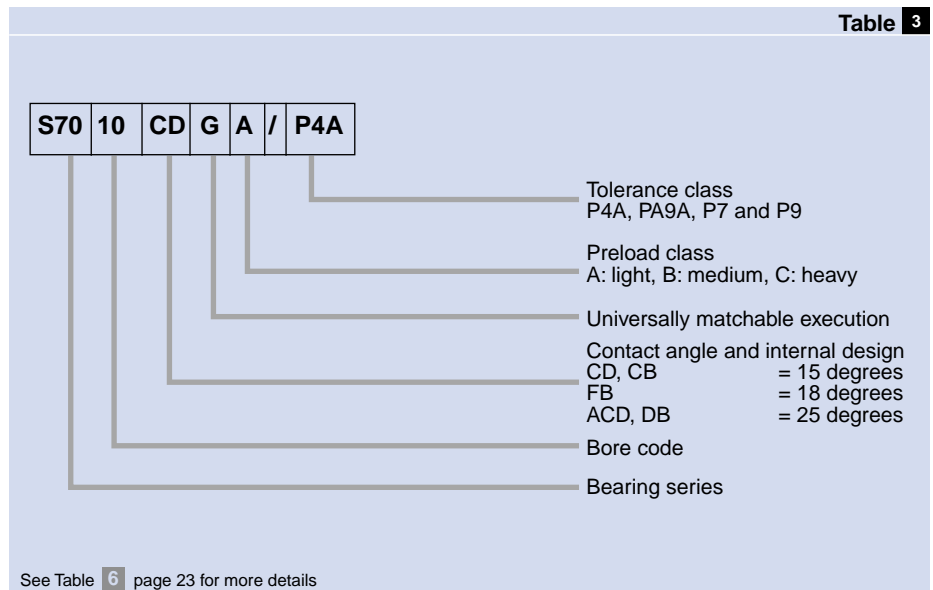 Table 3
S70 10 CD G A / P4A
Tolerance class
P4A, PA9A, P7 and P9
Preload class
A: light, B: medium, C: heavy
Universally matchable execution
Contact angle and internal design
CD, CB = 15 degrees
FB = 18 degrees
ACD, DB = 25 degrees
Bore code
Bearing series
See Table 6 page 23 for more details